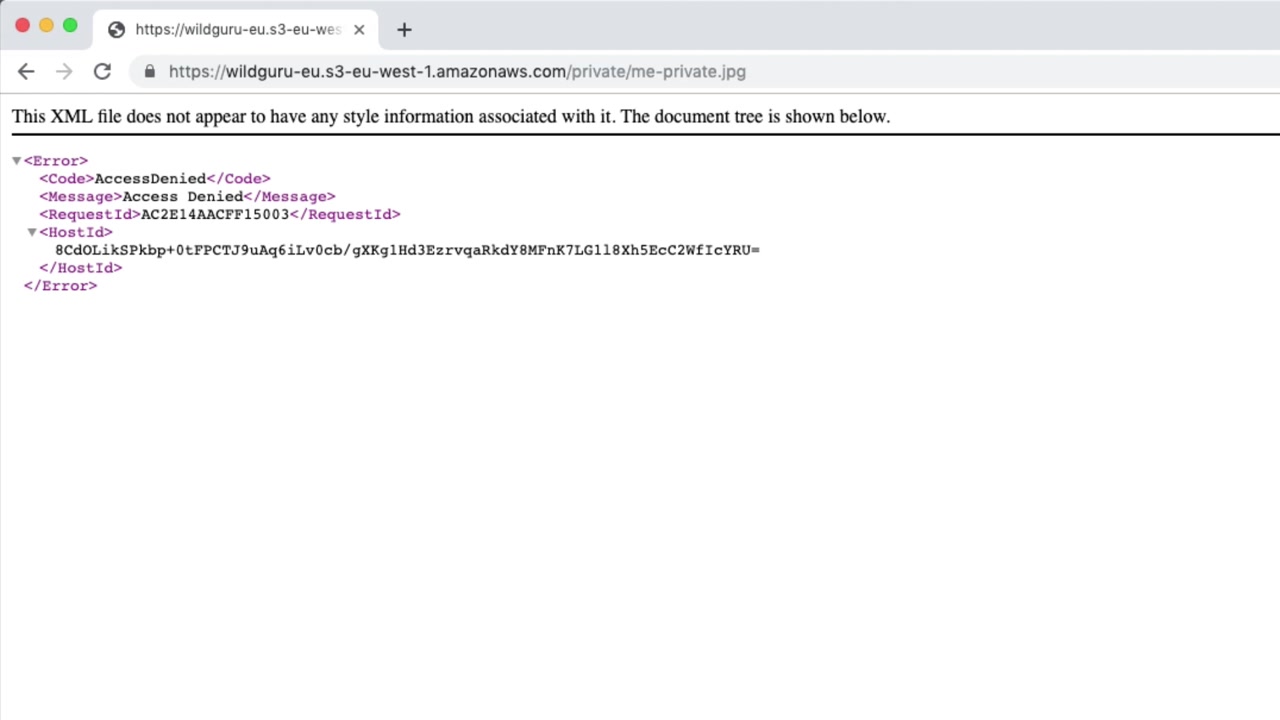 https://wildguru-eu.s3-eu-wes
https://wildguru-eu.s3-eu-west-1.amazonaws.com/private/me-private.jpg
This XML file does not appear to have any style information associated with it. The document tree is shown below.
<Error>
<Code>AccessDenied</Code>
<Message>Access Denied</Message>
<RequestId>AC2E14AACFF15003</RequestId>
<HostId>
8CdOLikSPkbp+0tFPCTJ9uAq6iLv0cb/gXKg1Hd3EzrvqaRkdY8MFnK7LG1l8Xh5EcC2WfIcYRU=
</HostId>
</Error>